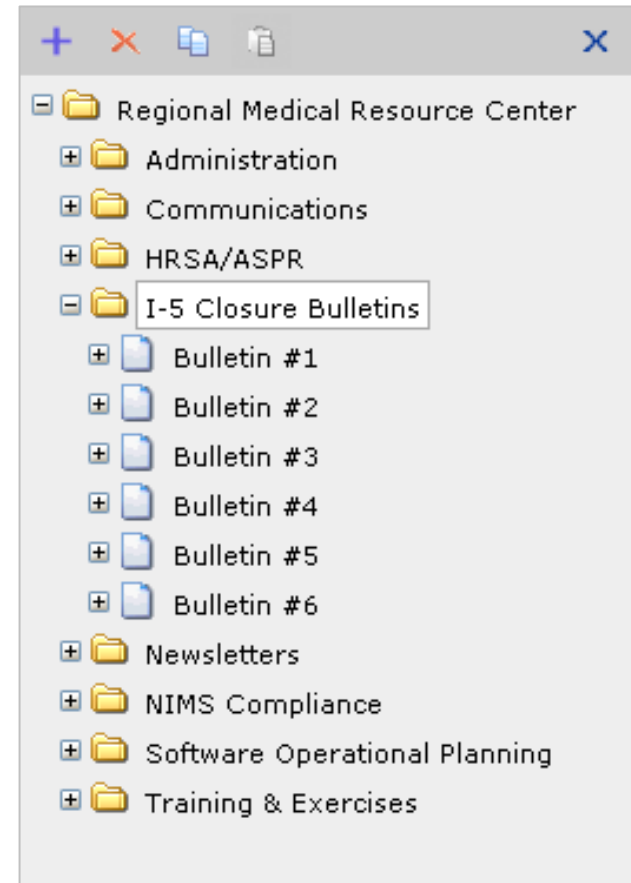 Regional Medical Resource Center
Administration
Communications
HRSA/ASPR
I-5 Closure Bulletins
Bulletin #1
Bulletin #2
Bulletin #3
Bulletin #4
Bulletin #5
Bulletin #6
Newsletters
NIMS Compliance
Software Operational Planning
Training & Exercises